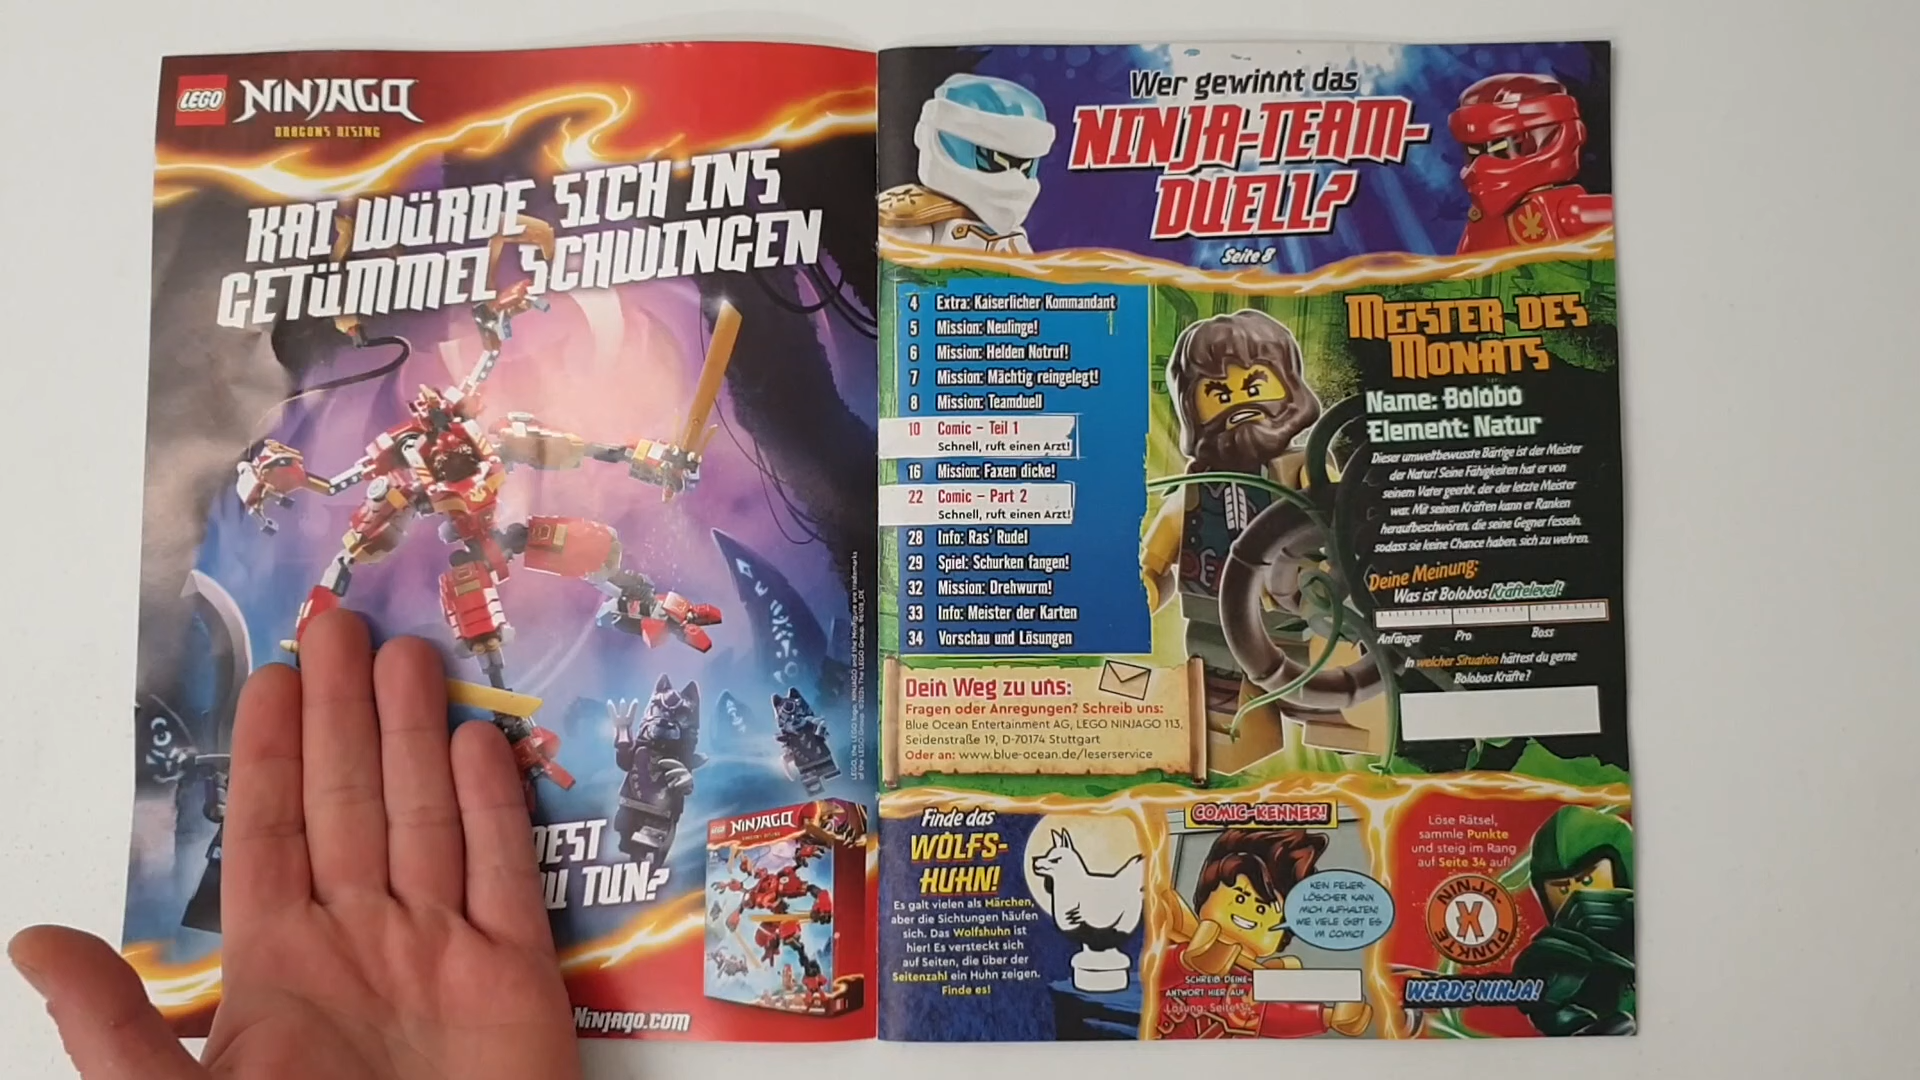 LEGO NINJAGO
DRAGONS RISING
KAI WÜRDE SICH INS
GETÜMMEL SCHWINGEN
TUN?
NINJAGO
Ninjago.com
Wer gewinnt das
NINJA-TEAM-
DUELL?
Seite 8
4 Extra: Kaiserlicher Kommandant
5 Mission: Neulinge!
6 Mission: Helden Notruf!
7 Mission: Mächtig reingelegt!
8 Mission: Teamduell
10 Comic – Teil 1
Schnell, ruft einen Arzt!
16 Mission: Faxen dicke!
22 Comic – Part 2
Schnell, ruft einen Arzt!
28 Info: Ras' Rudel
29 Spiel: Schurken fangen!
32 Mission: Drehwurm!
33 Info: Meister der Karten
34 Vorschau und Lösungen
MEISTER DES
MONATS
Name: Bolobo
Element: Natur
Dieser umweltbewusste Bärtige ist der Meister
der Natur! Seine Fähigkeiten hat er von
seinem Vater geerbt, der der letzte Meister
war. Mit seinen Kräften kann er Ranken
heraufbeschwören, die seine Gegner fesseln,
sodass sie keine Chance haben, sich zu wehren.
Deine Meinung:
Was ist Bolobos Kräftelevel?
Anfänger Pro Boss
In welcher Situation hättest du gerne
Bolobos Kräfte?
Dein Weg zu uns:
Fragen oder Anregungen? Schreib uns:
Blue Ocean Entertainment AG, LEGO NINJAGO 113,
Seidenstraße 19, D-70174 Stuttgart
Oder an: www.blue-ocean.de/leserservice
Finde das
WOLFS-
HUHN!
Es galt vielen als Märchen,
aber die Sichtungen häufen
sich. Das Wolfshuhn ist
hier! Es versteckt sich
auf Seiten, die über der
Seitenzahl ein Huhn zeigen.
Finde es!
COMIC-KENNER!
KEIN FEUER-
LÖSCHER KANN
MICH AUFHALTEN!
WIE VIELE GIBT ES
IM COMIC?
SCHREIB DEINE
ANTWORT HIER AUF
Lösung: Seite 34
Löse Rätsel,
sammle Punkte
und steig im Rang
auf Seite 34 auf!
NINJA-
PUNKTE
WERDE NINJA!